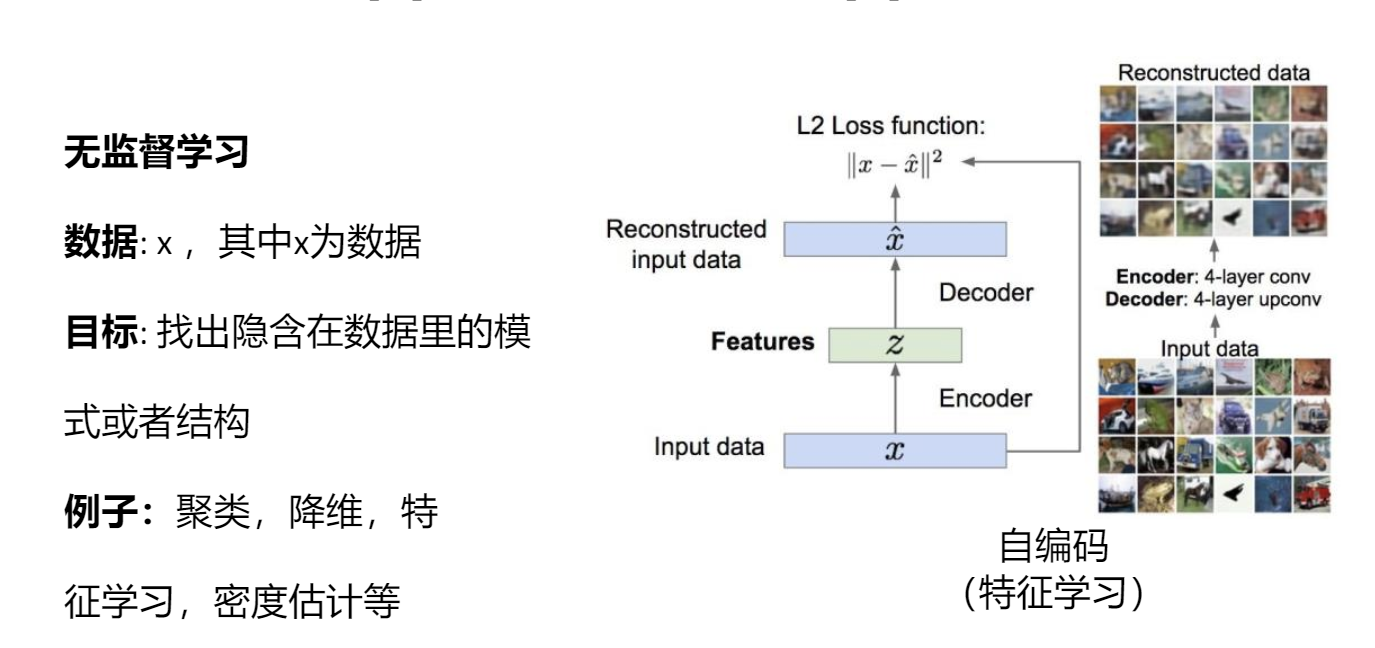 无监督学习
数据: x ，其中x为数据
目标: 找出隐含在数据里的模
式或者结构
例子：聚类，降维，特
征学习，密度估计等
L2 Loss function:
‖x − x̂‖²
Reconstructed
input data
x̂
Decoder
Features
z
Encoder
Input data
x
Reconstructed data
Encoder: 4-layer conv
Decoder: 4-layer upconv
Input data
自编码
（特征学习）